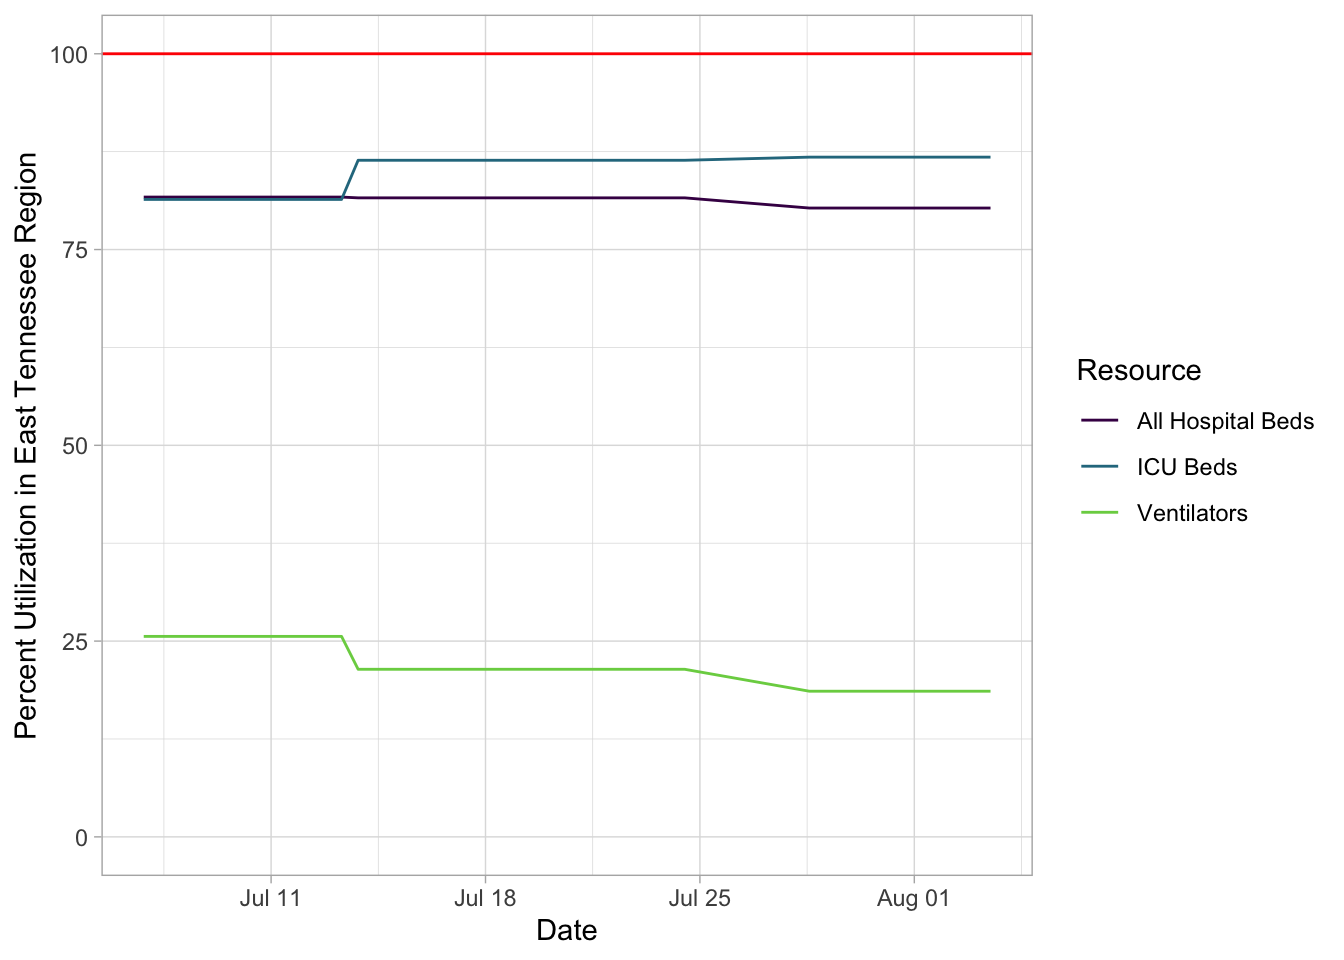 Percent Utilization in East Tennessee Region
100
75
50
25
0
Jul 11
Jul 18
Jul 25
Aug 01
Date
Resource
All Hospital Beds
ICU Beds
Ventilators